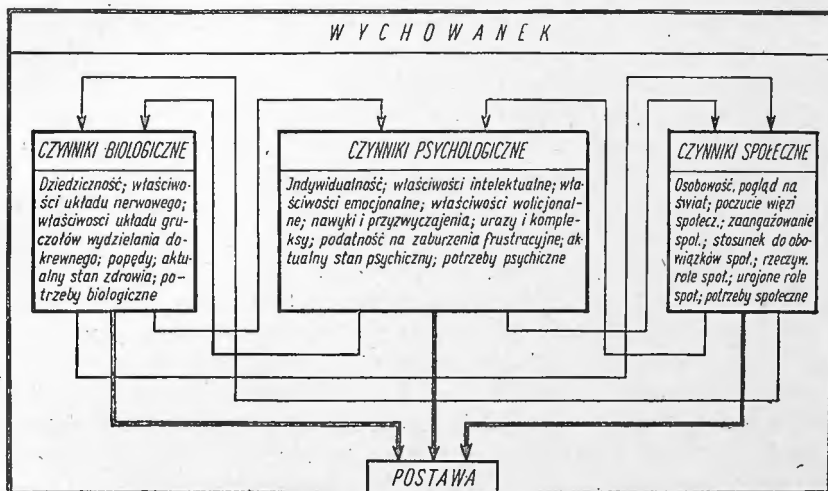 WYCHOWANEK
CZYNNIKI BIOLOGICZNE
Dziedziczność; właściwo-
ści układu nerwowego;
właściwosci układu gru-
czołów wydzielania do-
krewnego; popędy; aktu-
alny stan zdrowia; po-
trzeby biologiczne
CZYNNIKI PSYCHOLOGICZNE
Indywidualność; właściwości intelektualne; wła-
ściwości emocjonalne; właściwości wolicjonal-
ne; nawyki i przyzwyczajenia; urazy i komple-
ksy; podatność na zaburzenia frustracyjne; ak-
tualny stan psychiczny; potrzeby psychiczne
CZYNNIKI SPOŁECZNE
Osobowość, pogląd na
świat; poczucie więzi
społecz.; zaangażowanie
społ.; stosunek do obo-
wiązków społ.; rzeczyw.
role społ.; urojone role
społ; potrzeby społeczne
POSTAWA